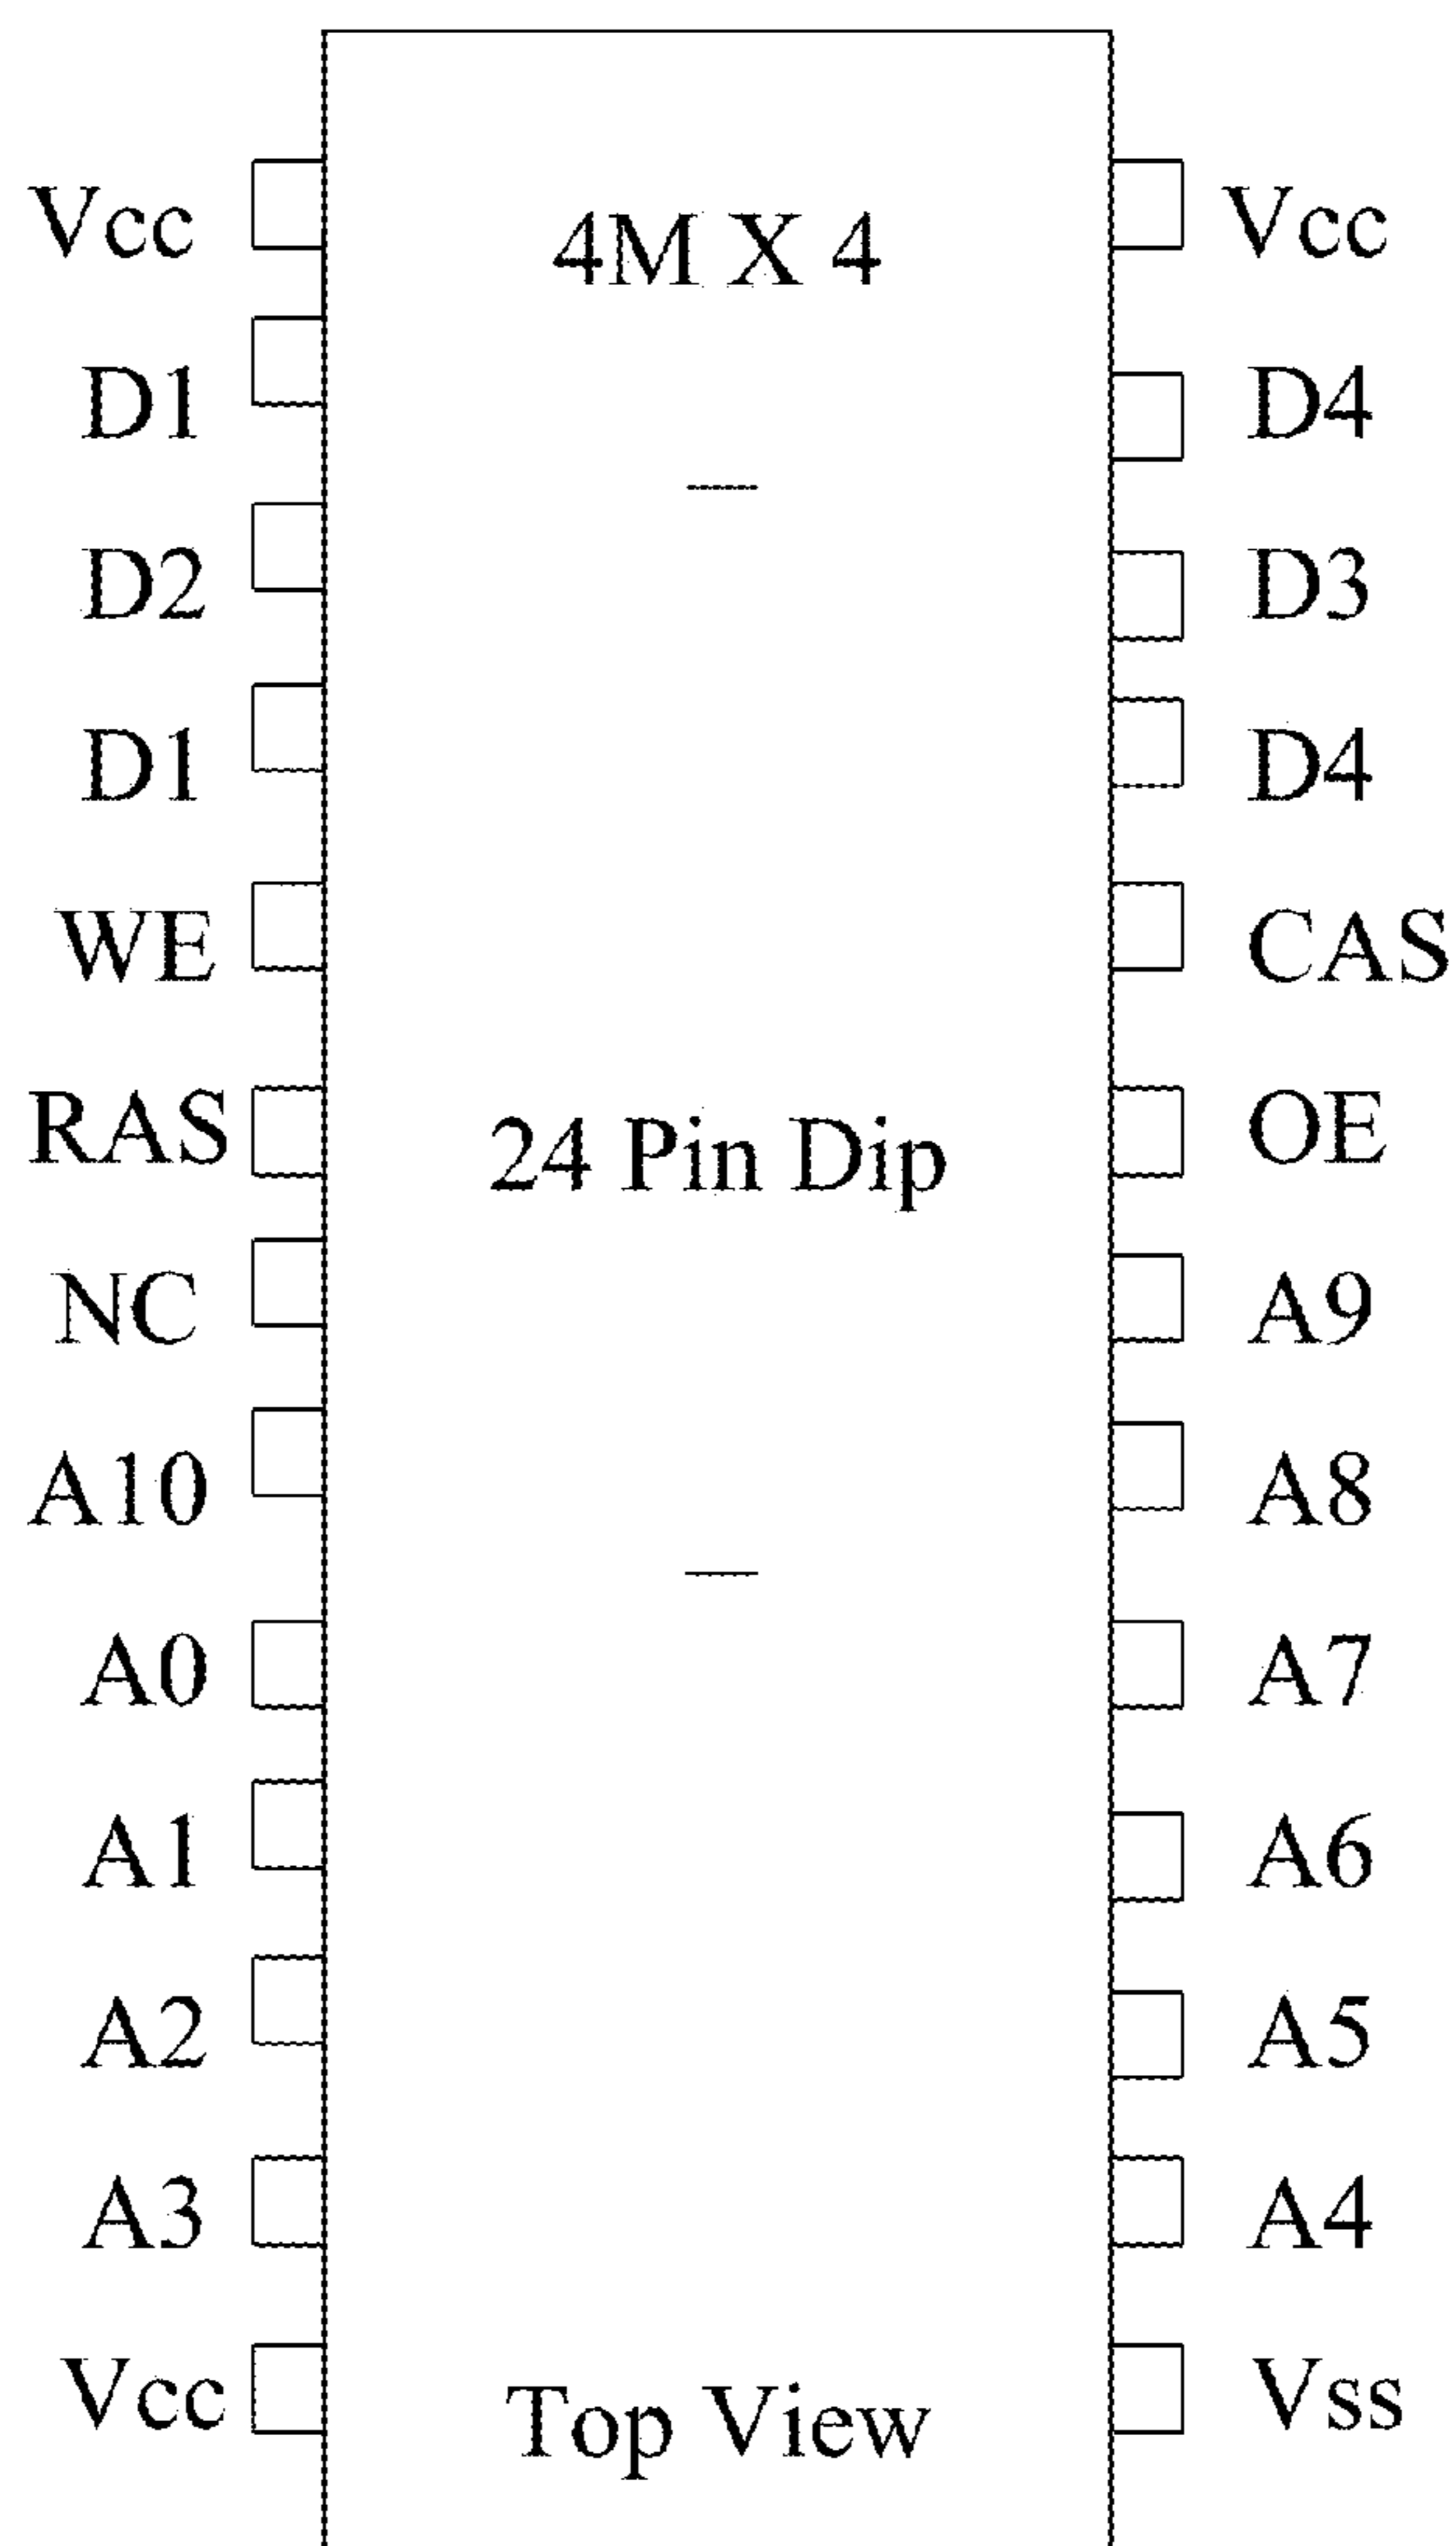 Vcc 4M X 4 Vcc
D1 D4
D2 D3
D1 D4
WE CAS
RAS 24 Pin Dip OE
NC A9
A10 A8
A0 A7
A1 A6
A2 A5
A3 A4
Vcc Top View Vss